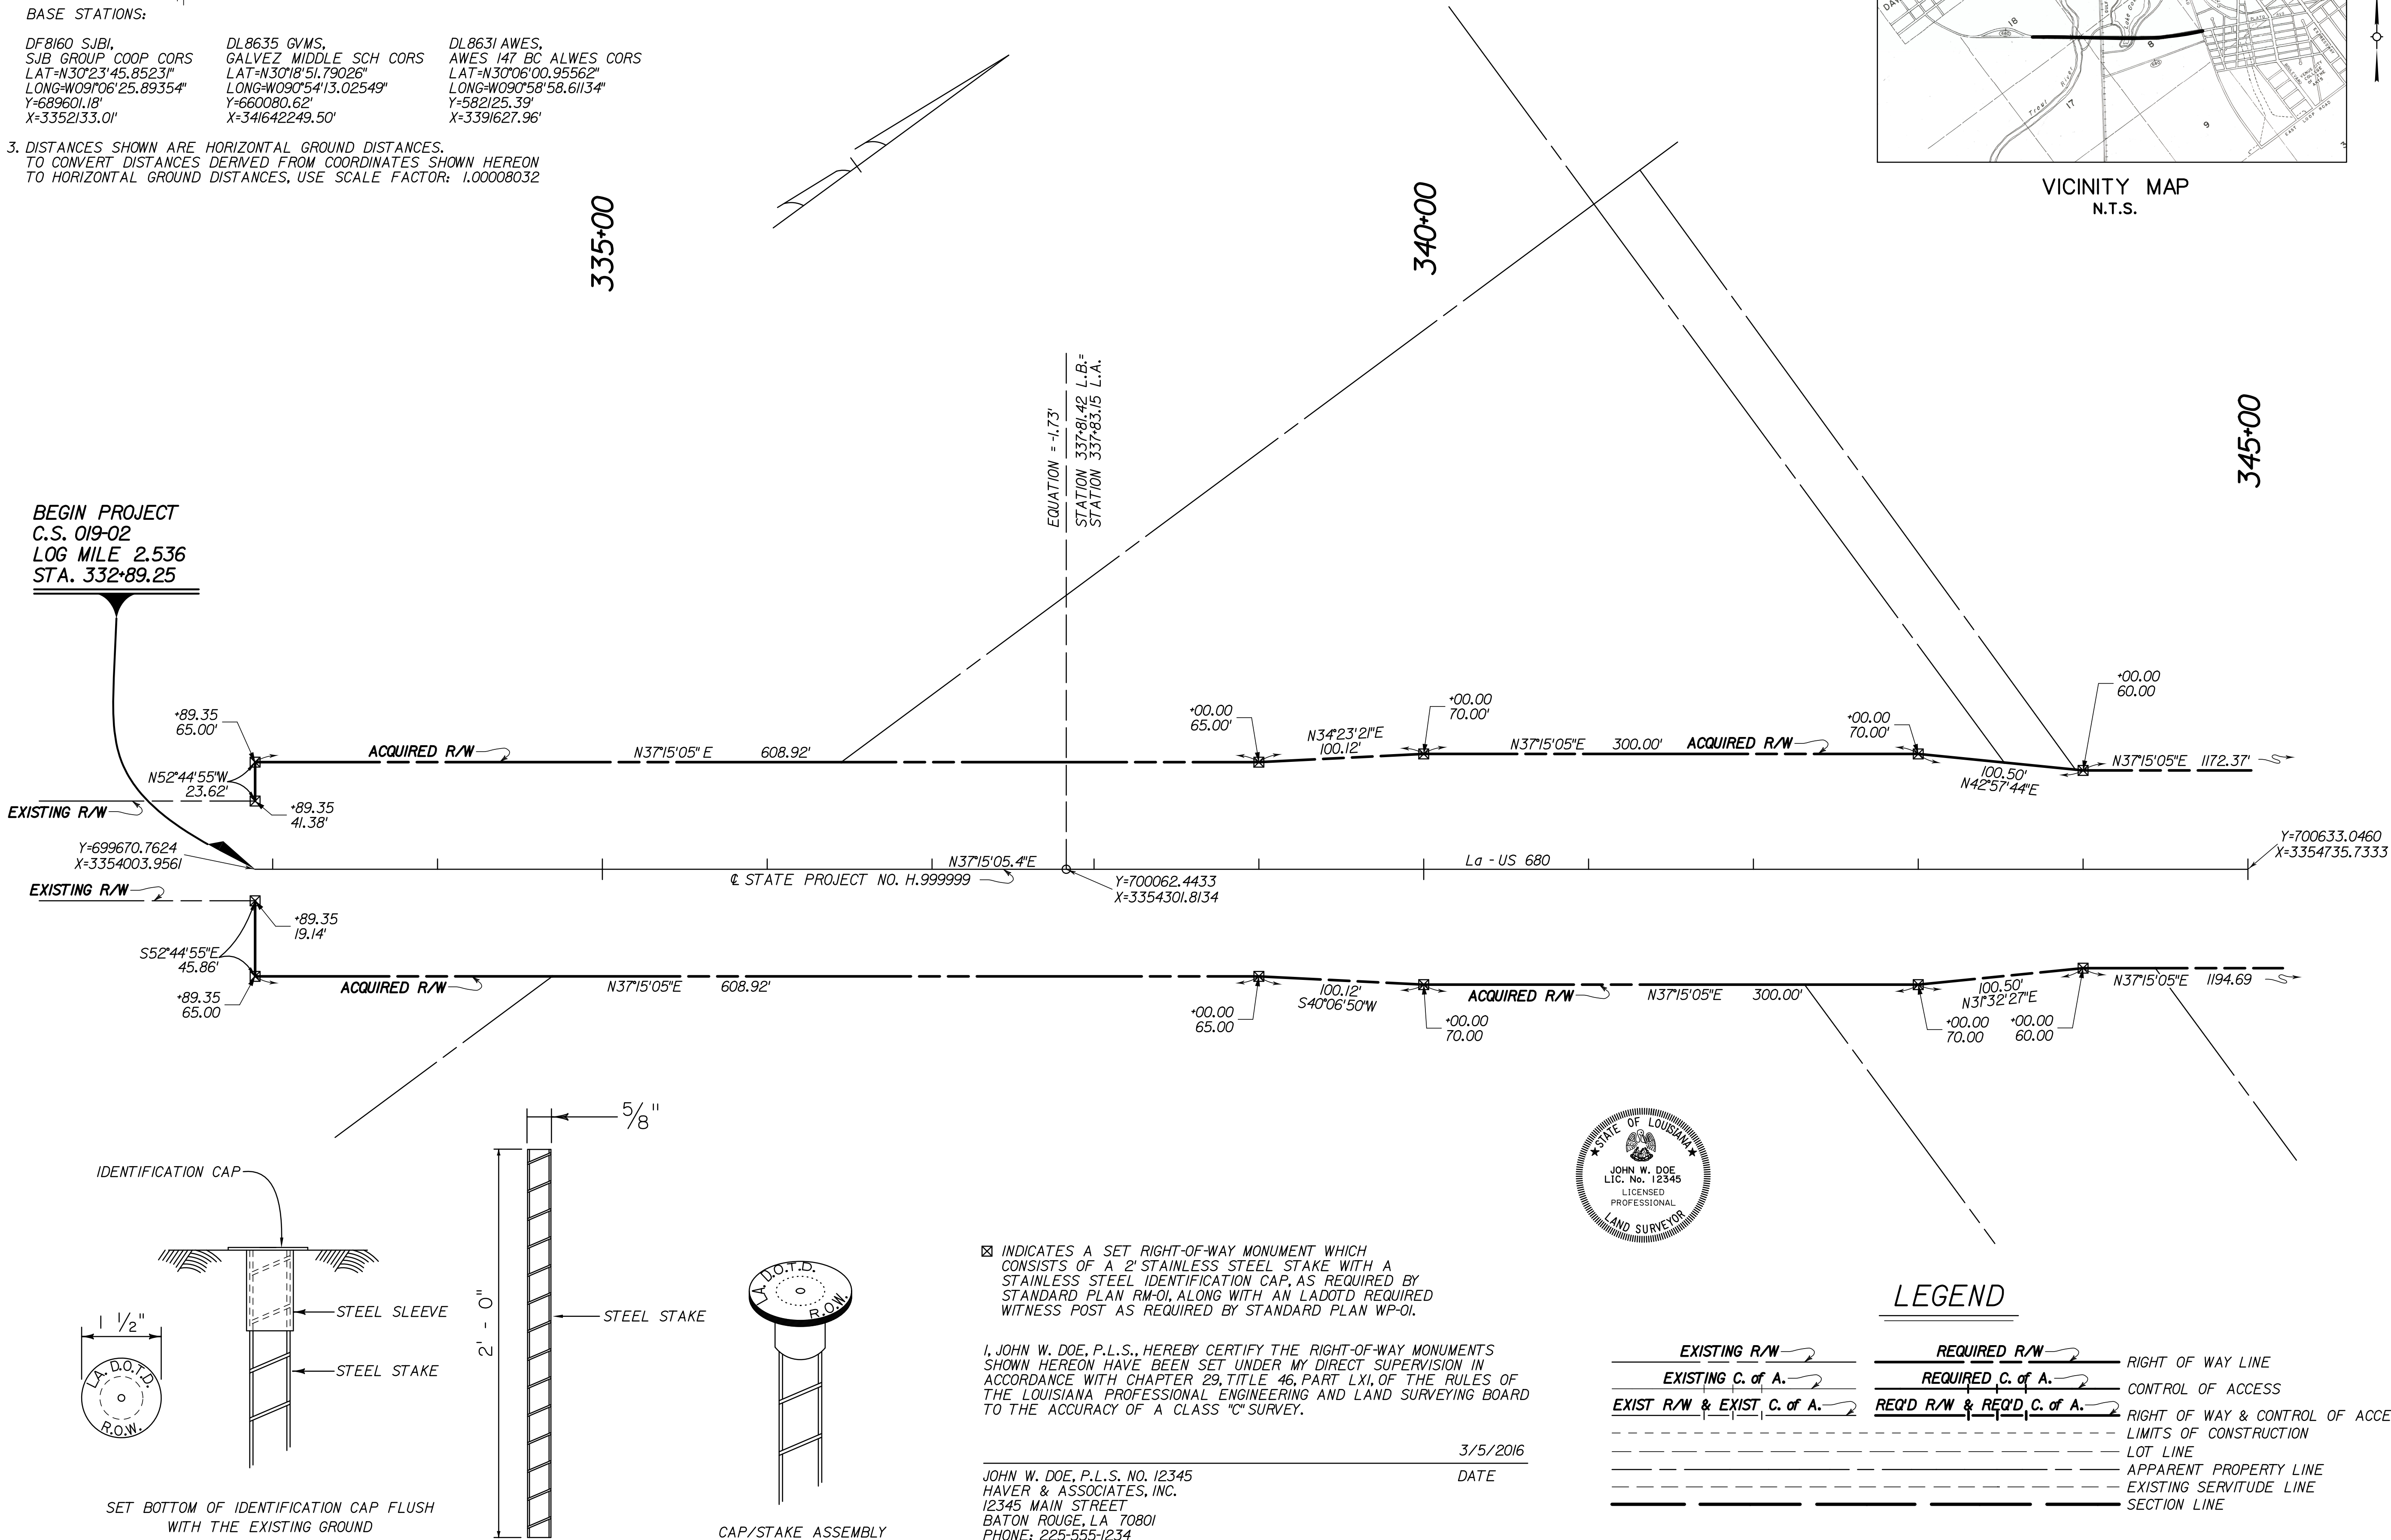 BASE STATIONS:
DF8160 SJB1,
SJB GROUP COOP CORS
LAT=N30°23'45.85231"
LONG=W091°06'25.89354"
Y=689601.18'
X=3352133.01'
DL8635 GVMS,
GALVEZ MIDDLE SCH CORS
LAT=N30°18'51.79026"
LONG=W090°54'13.02549"
Y=660080.62'
X=341642249.50'
DL8631 AWES,
AWES 147 BC ALWES CORS
LAT=N30°06'00.95562"
LONG=W090°58'58.61134"
Y=582125.39'
X=3391627.96'
3. DISTANCES SHOWN ARE HORIZONTAL GROUND DISTANCES.
TO CONVERT DISTANCES DERIVED FROM COORDINATES SHOWN HEREON
TO HORIZONTAL GROUND DISTANCES, USE SCALE FACTOR: 1.00008032
18
680
8
Trout River
17
9
EAST LOOP ROAD
VICINITY MAP
N.T.S.
335+00
340+00
345+00
EQUATION = -1.73'
STATION 337+81.42 L.B.=
STATION 337+83.15 L.A.
BEGIN PROJECT
C.S. 019-02
LOG MILE 2.536
STA. 332+89.25
+89.35
65.00'
ACQUIRED R/W
N37°15'05" E 608.92'
+00.00
65.00'
N34°23'21"E
100.12'
+00.00
70.00'
N37°15'05"E 300.00'
ACQUIRED R/W
+00.00
70.00'
100.50'
N42°57'44"E
+00.00
60.00
N37°15'05"E 1172.37'
N52°44'55"W
23.62'
+89.35
41.38'
EXISTING R/W
Y=699670.7624
X=3354003.9561
N37°15'05.4"E
℄ STATE PROJECT NO. H.999999
Y=700062.4433
X=3354301.8134
La - US 680
Y=700633.0460
X=3354735.7333
EXISTING R/W
+89.35
19.14'
S52°44'55"E
45.86'
+89.35
65.00
ACQUIRED R/W
N37°15'05"E 608.92'
+00.00
65.00
100.12'
S40°06'50"W
+00.00
70.00
ACQUIRED R/W
N37°15'05"E 300.00'
100.50'
N31°32'27"E
+00.00
70.00
+00.00
60.00
N37°15'05"E 1194.69
IDENTIFICATION CAP
STEEL SLEEVE
STEEL STAKE
1 1/2"
LA. D.O.T.D.
R.O.W.
SET BOTTOM OF IDENTIFICATION CAP FLUSH
WITH THE EXISTING GROUND
5/8"
2' - 0"
STEEL STAKE
LA. D.O.T.D.
R.O.W.
CAP/STAKE ASSEMBLY
STATE OF LOUISIANA
JOHN W. DOE
LIC. No. 12345
LICENSED
PROFESSIONAL
LAND SURVEYOR
INDICATES A SET RIGHT-OF-WAY MONUMENT WHICH
CONSISTS OF A 2' STAINLESS STEEL STAKE WITH A
STAINLESS STEEL IDENTIFICATION CAP, AS REQUIRED BY
STANDARD PLAN RM-01, ALONG WITH AN LADOTD REQUIRED
WITNESS POST AS REQUIRED BY STANDARD PLAN WP-01.
I, JOHN W. DOE, P.L.S., HEREBY CERTIFY THE RIGHT-OF-WAY MONUMENTS
SHOWN HEREON HAVE BEEN SET UNDER MY DIRECT SUPERVISION IN
ACCORDANCE WITH CHAPTER 29, TITLE 46, PART LXI, OF THE RULES OF
THE LOUISIANA PROFESSIONAL ENGINEERING AND LAND SURVEYING BOARD
TO THE ACCURACY OF A CLASS "C" SURVEY.
3/5/2016
JOHN W. DOE, P.L.S. NO. 12345
DATE
HAVER & ASSOCIATES, INC.
12345 MAIN STREET
BATON ROUGE, LA 70801
PHONE: 225-555-1234
LEGEND
EXISTING R/W REQUIRED R/W RIGHT OF WAY LINE
EXISTING C. of A. REQUIRED C. of A. CONTROL OF ACCESS
EXIST R/W & EXIST C. of A. REQ'D R/W & REQ'D C. of A. RIGHT OF WAY & CONTROL OF ACCE
LIMITS OF CONSTRUCTION
LOT LINE
APPARENT PROPERTY LINE
EXISTING SERVITUDE LINE
SECTION LINE